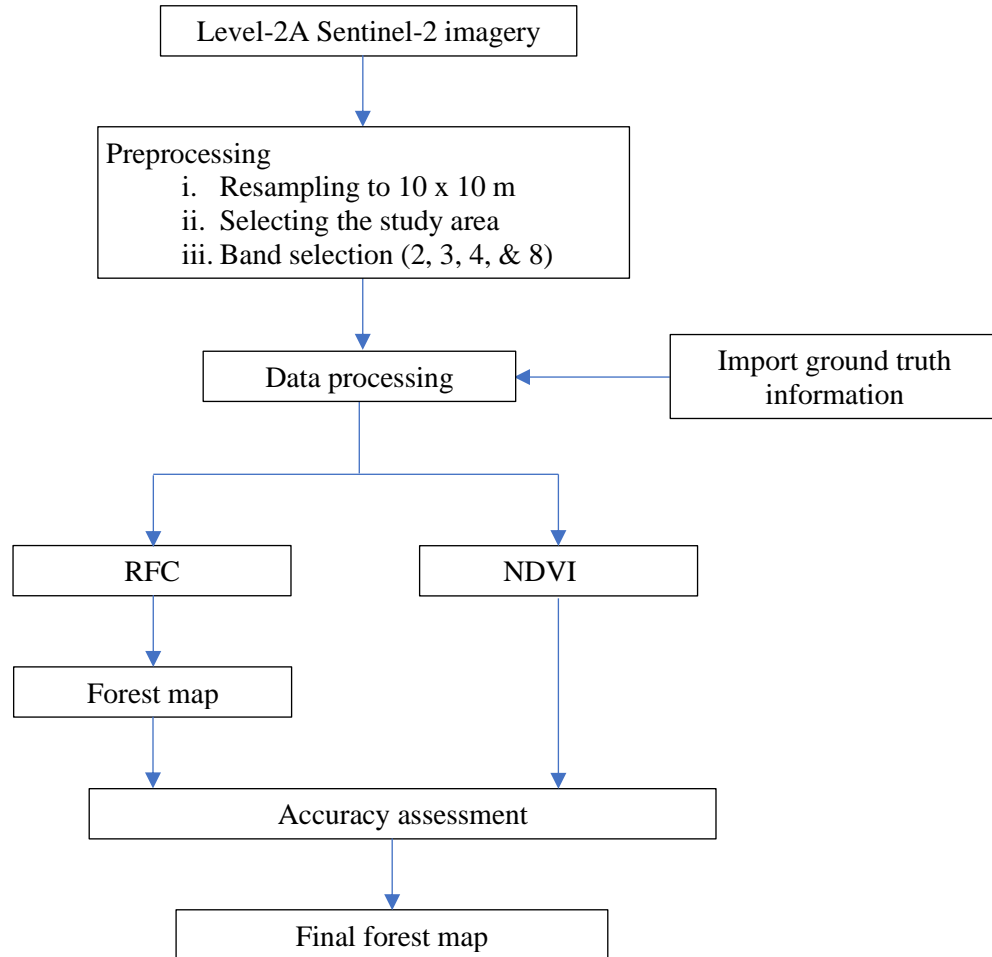 Level-2A Sentinel-2 imagery
Preprocessing
i. Resampling to 10 x 10 m
ii. Selecting the study area
iii. Band selection (2, 3, 4, & 8)
Data processing
Import ground truth
information
RFC
NDVI
Forest map
Accuracy assessment
Final forest map